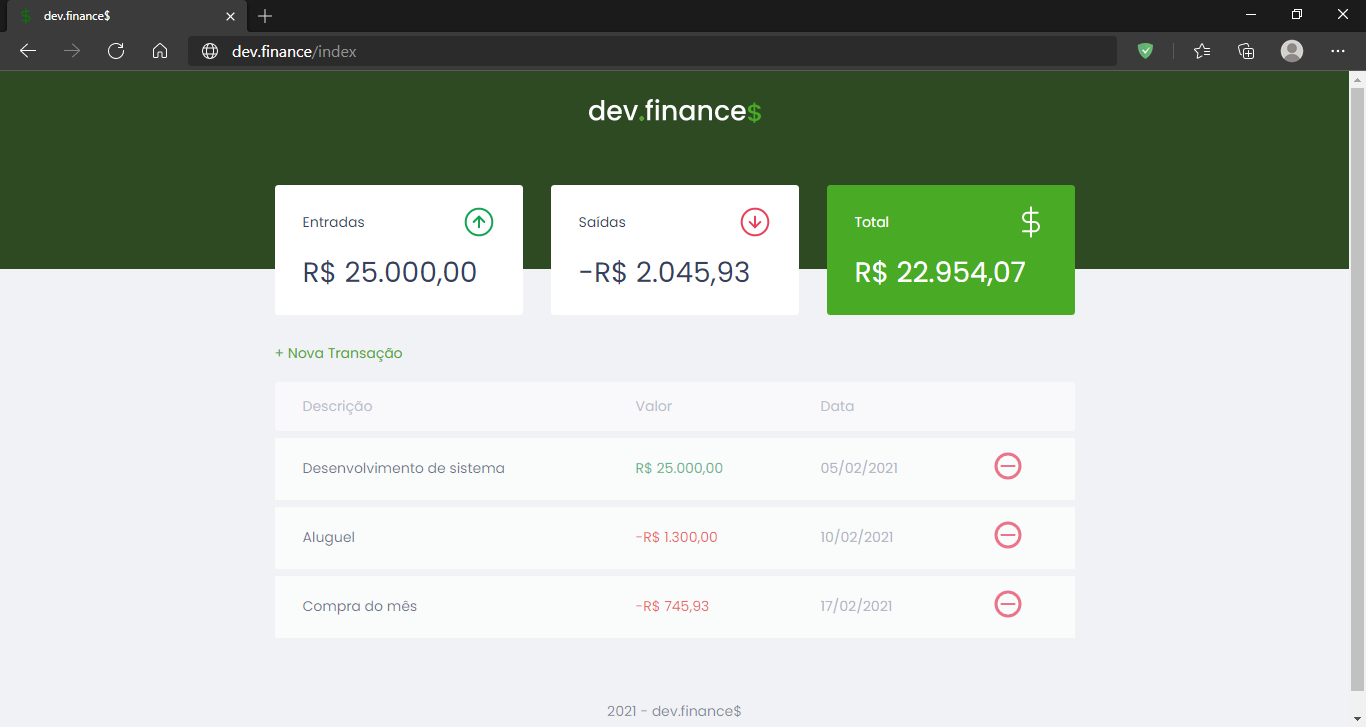 dev.finance$
dev.finance/index
dev.finance$
Entradas
R$ 25.000,00
Saídas
-R$ 2.045,93
Total
$
R$ 22.954,07
+ Nova Transação
Descrição Valor Data
Desenvolvimento de sistema R$ 25.000,00 05/02/2021
Aluguel -R$ 1.300,00 10/02/2021
Compra do mês -R$ 745,93 17/02/2021
2021 - dev.finance$